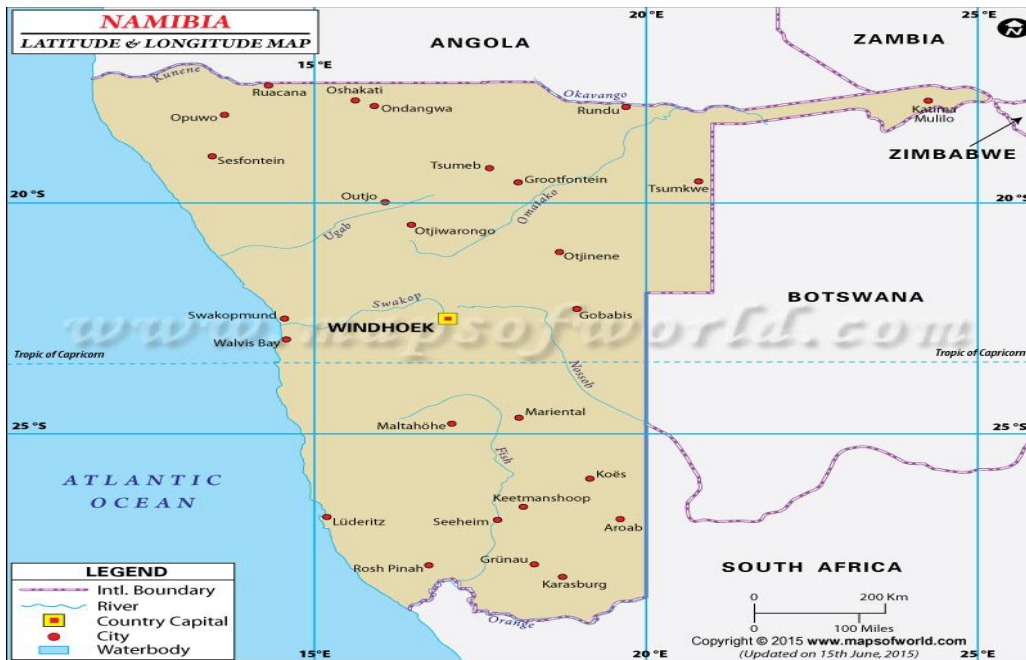 NAMIBIA
LATITUDE & LONGITUDE MAP
ANGOLA
ZAMBIA
20 °E
25 °E
N
15 °E
Kunene
Ruacana
Oshakati
Ondangwa
Opuwo
Okavango
Rundu
Katima
Mulilo
ZIMBABWE
Sesfontein
Tsumeb
Grootfontein
Tsumkwe
20 °S
20 °S
Outjo
Omatako
Ugab
Otjiwarongo
Otjinene
BOTSWANA
Swakop
Swakopmund
WINDHOEK
Gobabis
www.mapsofworld.com
Walvis Bay
Tropic of Capricorn
Tropic of Capricorn
Nossob
Mariental
Maltahöhe
25 °S
25 °S
Fish
ATLANTIC
OCEAN
Koës
Keetmanshoop
Lüderitz
Seeheim
Aroab
Rosh Pinah
Grünau
Karasburg
SOUTH AFRICA
Orange
LEGEND
Intl. Boundary
River
Country Capital
City
Waterbody
0 200 Km
0 100 Miles
Copyright © 2015 www.mapsofworld.com
(Updated on 15th June, 2015)
15 °E
20 °E
25 °E